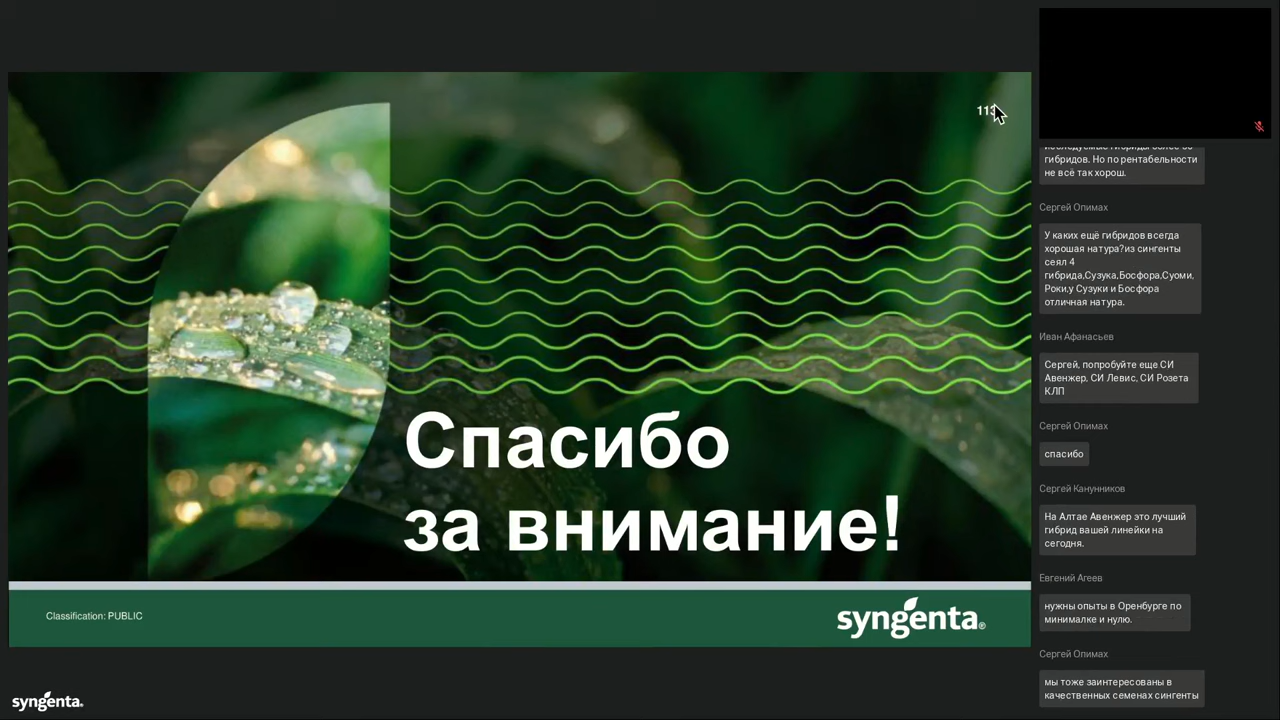 Спасибо
за внимание!
Classification: PUBLIC
syngenta®
syngenta.
гибридов. Но по рентабельности
не всё так хорош.
Сергей Опимах
У каких ещё гибридов всегда
хорошая натура?из сингенты
сеял 4
гибрида,Сузука,Босфора,Суоми,
Роки,у Сузуки и Босфора
отличная натура.
Иван Афанасьев
Сергей, попробуйте еще СИ
Авенжер, СИ Левис, СИ Розета
КЛП
Сергей Опимах
спасибо
Сергей Канунников
На Алтае Авенжер это лучший
гибрид вашей линейки на
сегодня.
Евгений Агеев
нужны опыты в Оренбурге по
минималке и нулю.
Сергей Опимах
мы тоже заинтересованы в
качественных семенах сингенты